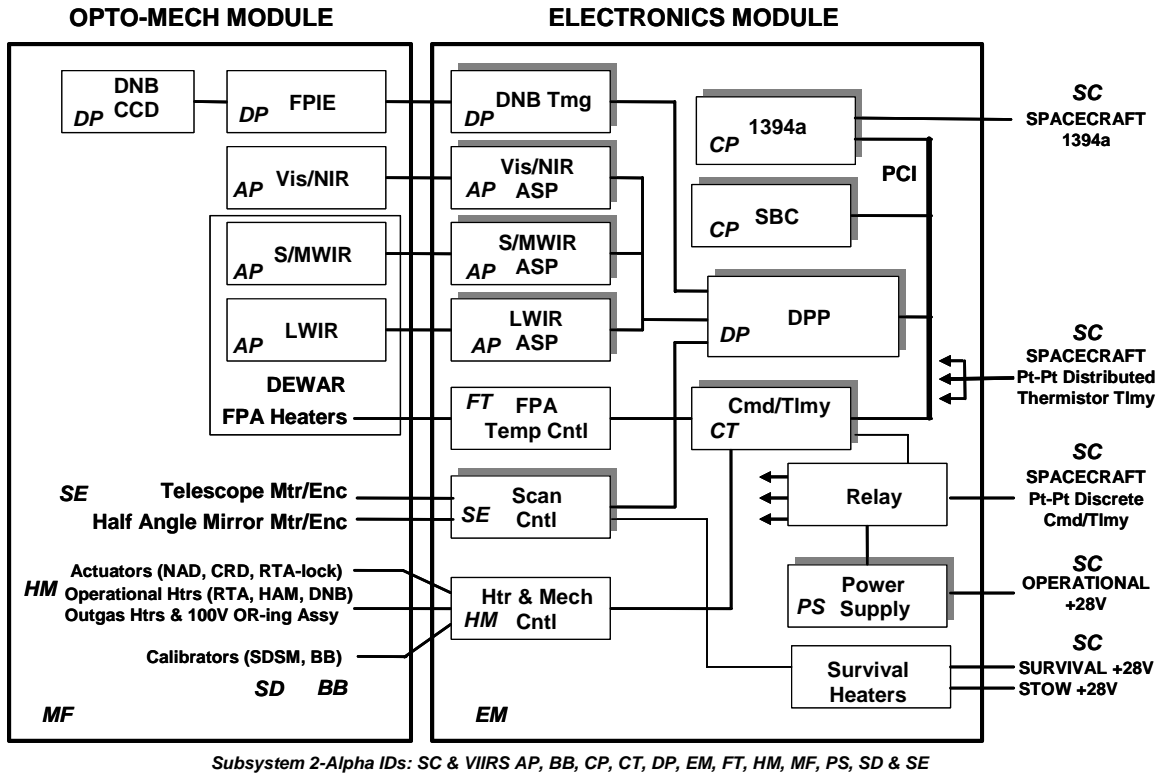 OPTO-MECH MODULE
ELECTRONICS MODULE
DNB
CCD
DP
FPIE
DP
DNB Tmg
DP
1394a
CP
SC
SPACECRAFT
1394a
Vis/NIR
AP
Vis/NIR
ASP
AP
PCI
SBC
CP
S/MWIR
AP
S/MWIR
ASP
AP
LWIR
AP
LWIR
ASP
AP
DPP
DP
SC
SPACECRAFT
Pt-Pt Distributed
Thermistor Tlmy
DEWAR
FPA Heaters
FT
FPA
Temp Cntl
Cmd/Tlmy
CT
SC
SPACECRAFT
Pt-Pt Discrete
Cmd/Tlmy
SE
Telescope Mtr/Enc
Half Angle Mirror Mtr/Enc
Scan
Cntl
SE
Relay
HM
Actuators (NAD, CRD, RTA-lock)
Operational Htrs (RTA, HAM, DNB)
Outgas Htrs & 100V OR-ing Assy
Htr & Mech
Cntl
HM
Power
Supply
PS
SC
OPERATIONAL
+28V
Calibrators (SDSM, BB)
SD
BB
Survival
Heaters
SC
SURVIVAL +28V
STOW +28V
MF
EM
Subsystem 2-Alpha IDs: SC & VIIRS AP, BB, CP, CT, DP, EM, FT, HM, MF, PS, SD & SE